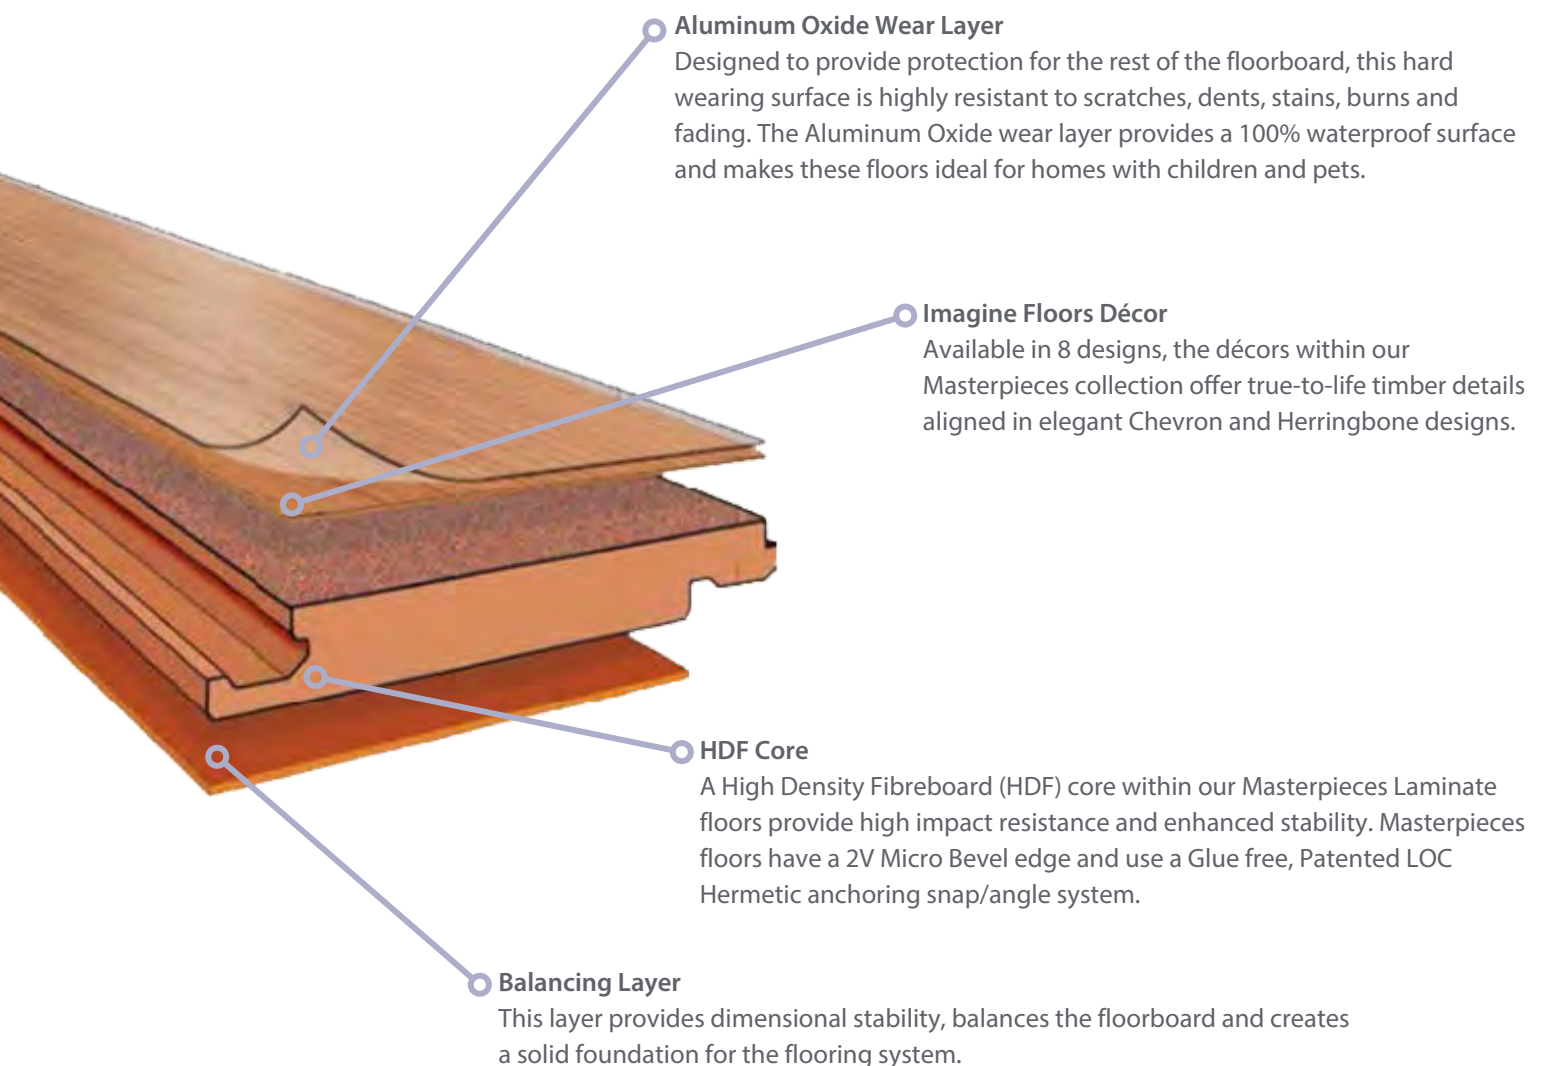 Aluminum Oxide Wear Layer
Designed to provide protection for the rest of the floorboard, this hard
wearing surface is highly resistant to scratches, dents, stains, burns and
fading. The Aluminum Oxide wear layer provides a 100% waterproof surface
and makes these floors ideal for homes with children and pets.
Imagine Floors Décor
Available in 8 designs, the décors within our
Masterpieces collection offer true-to-life timber details
aligned in elegant Chevron and Herringbone designs.
HDF Core
A High Density Fibreboard (HDF) core within our Masterpieces Laminate
floors provide high impact resistance and enhanced stability. Masterpieces
floors have a 2V Micro Bevel edge and use a Glue free, Patented LOC
Hermetic anchoring snap/angle system.
Balancing Layer
This layer provides dimensional stability, balances the floorboard and creates
a solid foundation for the flooring system.